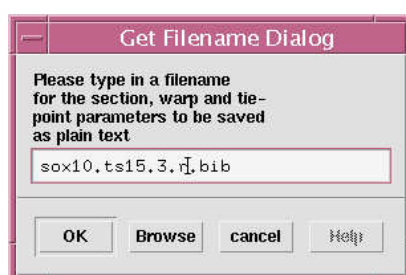 Get Filename Dialog
Please type in a filename
for the section, warp and tie-
point parameters to be saved
as plain text
sox10.ts15.3.r.bib
OK Browse cancel Help